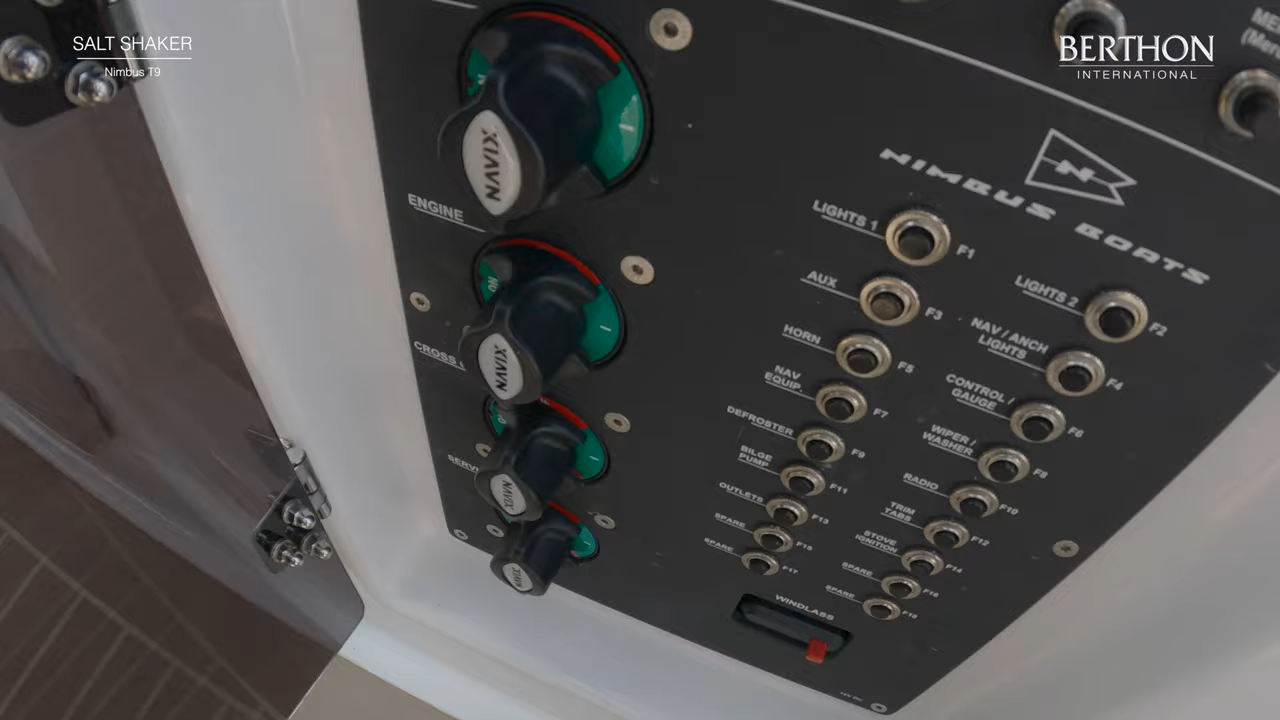 SALT SHAKER
Nimbus T9
BERTHON
INTERNATIONAL
NAVIX
ENGINE
NAVIX
CROSS
NIMBUS BOATS
N
LIGHTS 1 F1
LIGHTS 2 F2
AUX F3
NAV / ANCH
LIGHTS F4
HORN F5
CONTROL /
GAUGE F6
NAV
EQUIP. F7
WIPER /
WASHER F8
DEFROSTER F9
RADIO F10
BILGE
PUMP F11
TRIM
TABS F12
OUTLETS F13
STOVE
IGNITION F14
SPARE F15
SPARE F16
SPARE F17
SPARE F18
WINDLASS